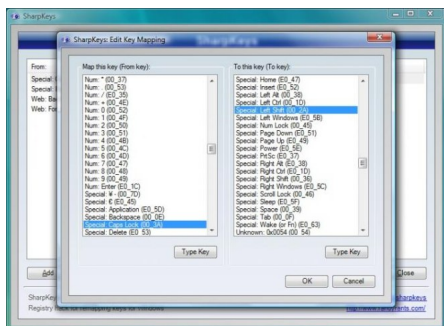 SharpKeys
SharpKeys: Edit Key Mapping
SharpKeys
From:
Special:
Special:
Web:
Web:
Map this key (From key):
Num: * (00_37)
Num: . (00_53)
Num: / (E0_35)
Num: + (00_4E)
Num: 0 (00_52)
Num: 1 (00_4F)
Num: 2 (00_50)
Num: 3 (00_51)
Num: 4 (00_4B)
Num: 5 (00_4C)
Num: 6 (00_4D)
Num: 7 (00_47)
Num: 8 (00_48)
Num: 9 (00_49)
Num: Enter (E0_1C)
Special: ¥ - (00_7D)
Special: € (E0_45)
Special: Application (E0_5D)
Special: Backspace (00_0E)
Special: Caps Lock (00_3A)
Special: Delete (E0_53)
Type Key
To this key (To key):
Special: Home (E0_47)
Special: Insert (E0_52)
Special: Left Alt (00_38)
Special: Left Ctrl (00_1D)
Special: Left Shift (00_2A)
Special: Left Windows (E0_5B)
Special: Num Lock (00_45)
Special: Page Down (E0_51)
Special: Page Up (E0_49)
Special: Power (E0_5E)
Special: PrtSc (E0_37)
Special: Right Alt (E0_38)
Special: Right Ctrl (E0_1D)
Special: Right Shift (00_36)
Special: Right Windows (E0_5C)
Special: Scroll Lock (00_46)
Special: Sleep (E0_5F)
Special: Space (00_39)
Special: Tab (00_0F)
Special: Wake (or Fn) (E0_63)
Unknown: 0x0054 (00_54)
Type Key
OK
Cancel
Add
Close
SharpKey
Registry